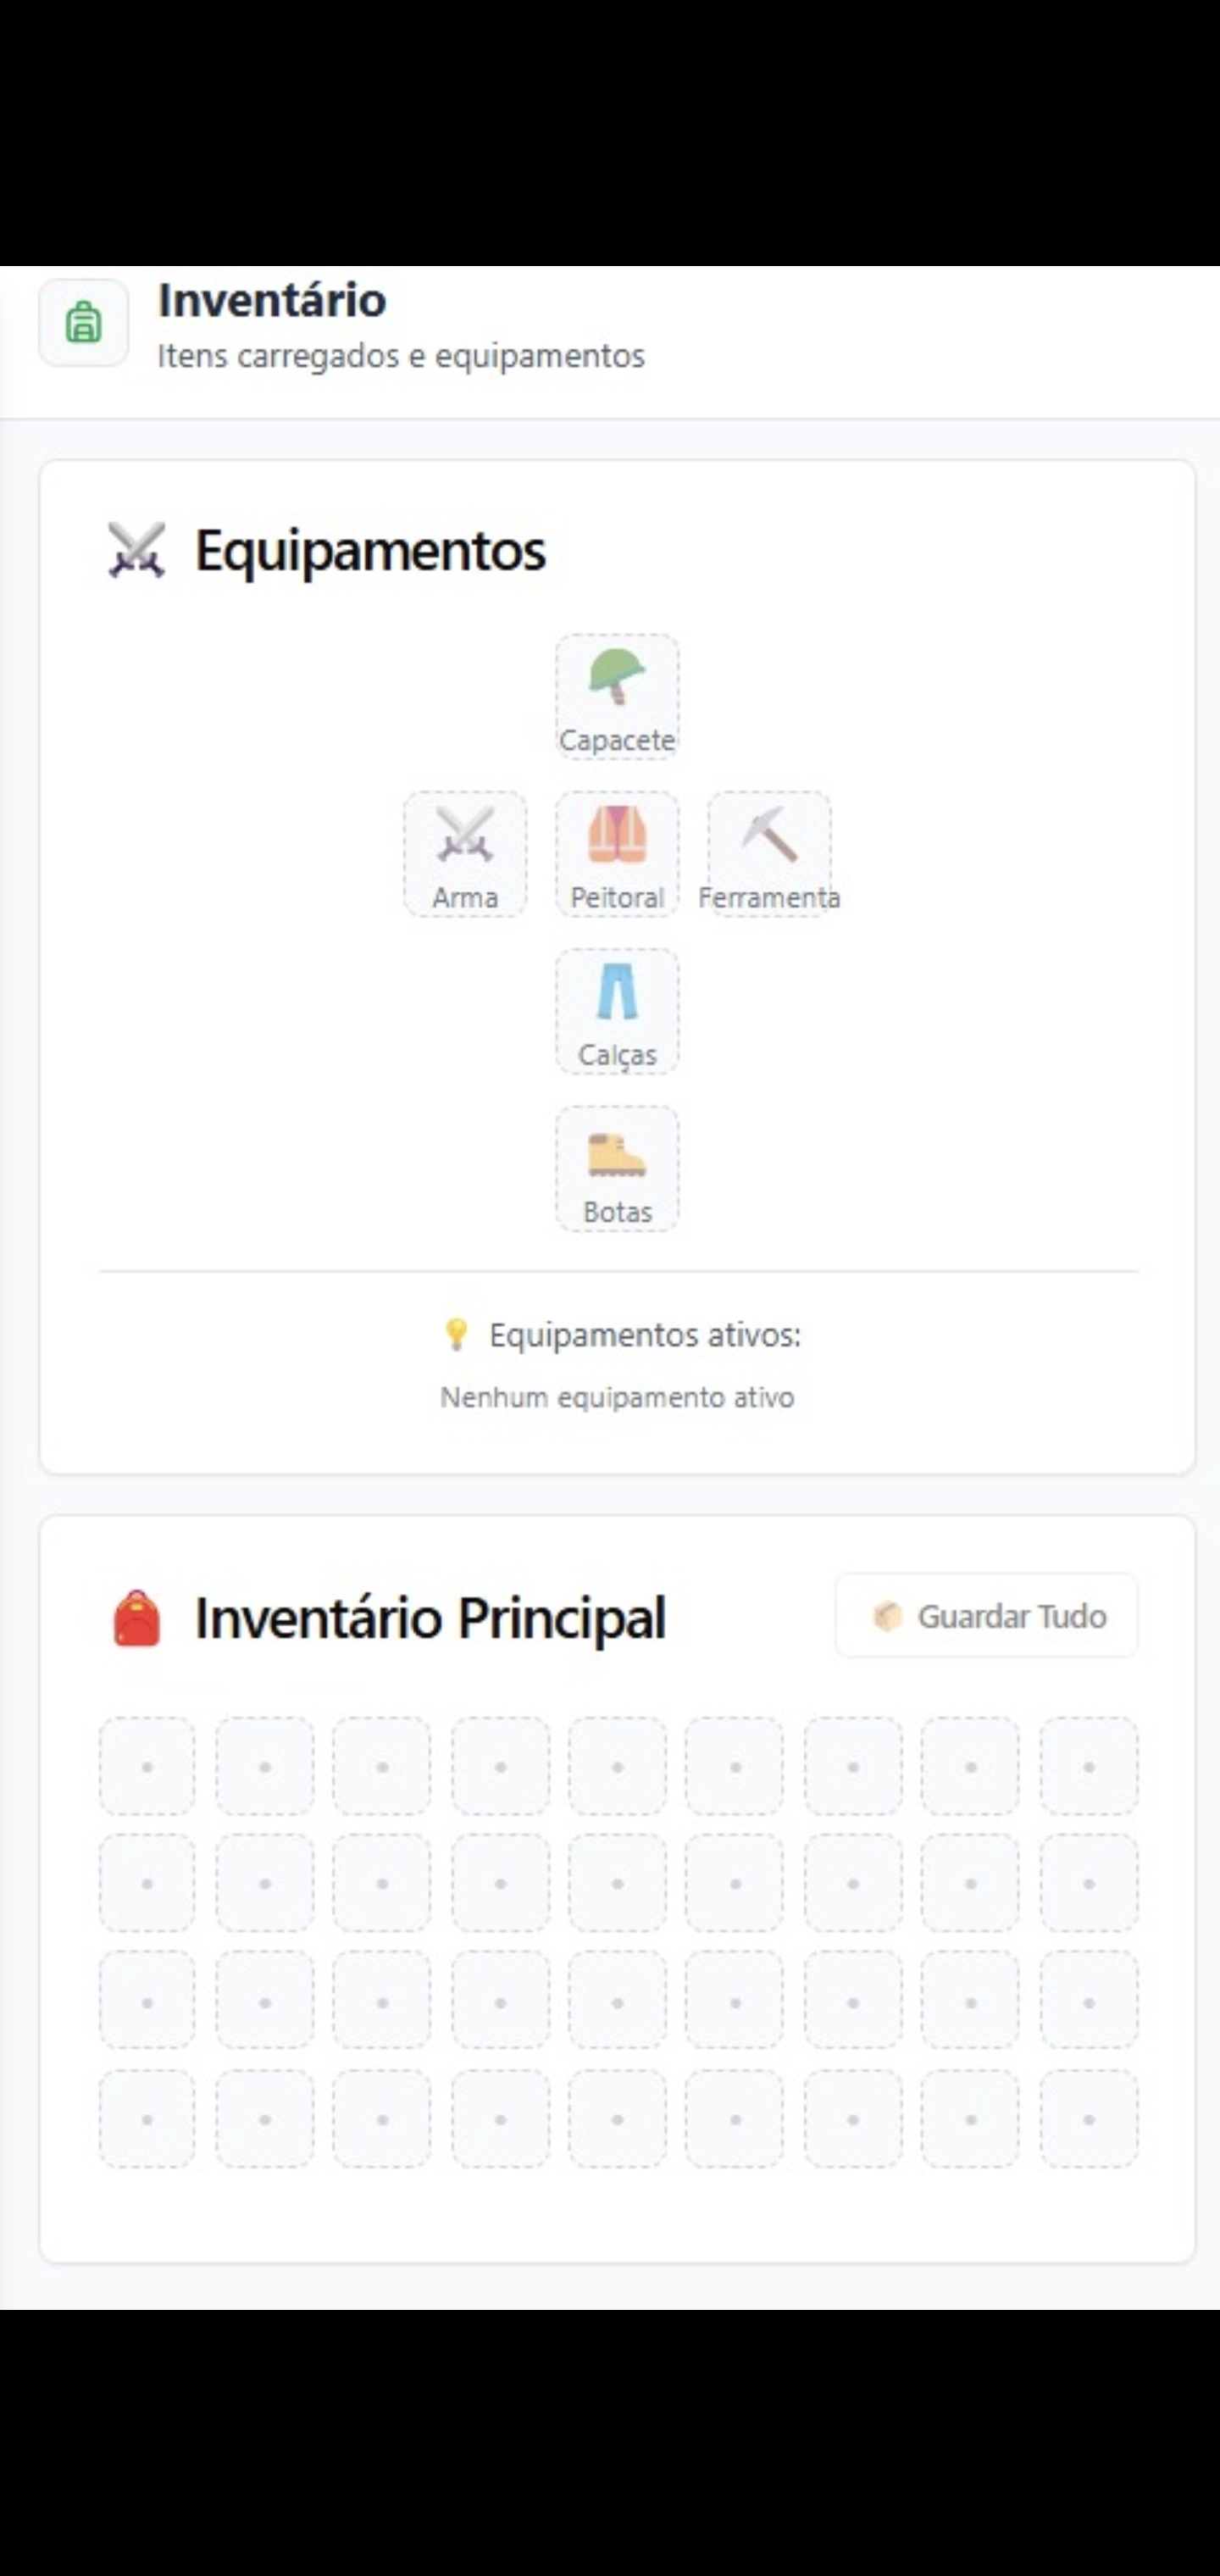 Inventário
Itens carregados e equipamentos
Equipamentos
Capacete
Arma
Peitoral
Ferramenta
Calças
Botas
Equipamentos ativos:
Nenhum equipamento ativo
Inventário Principal
Guardar Tudo